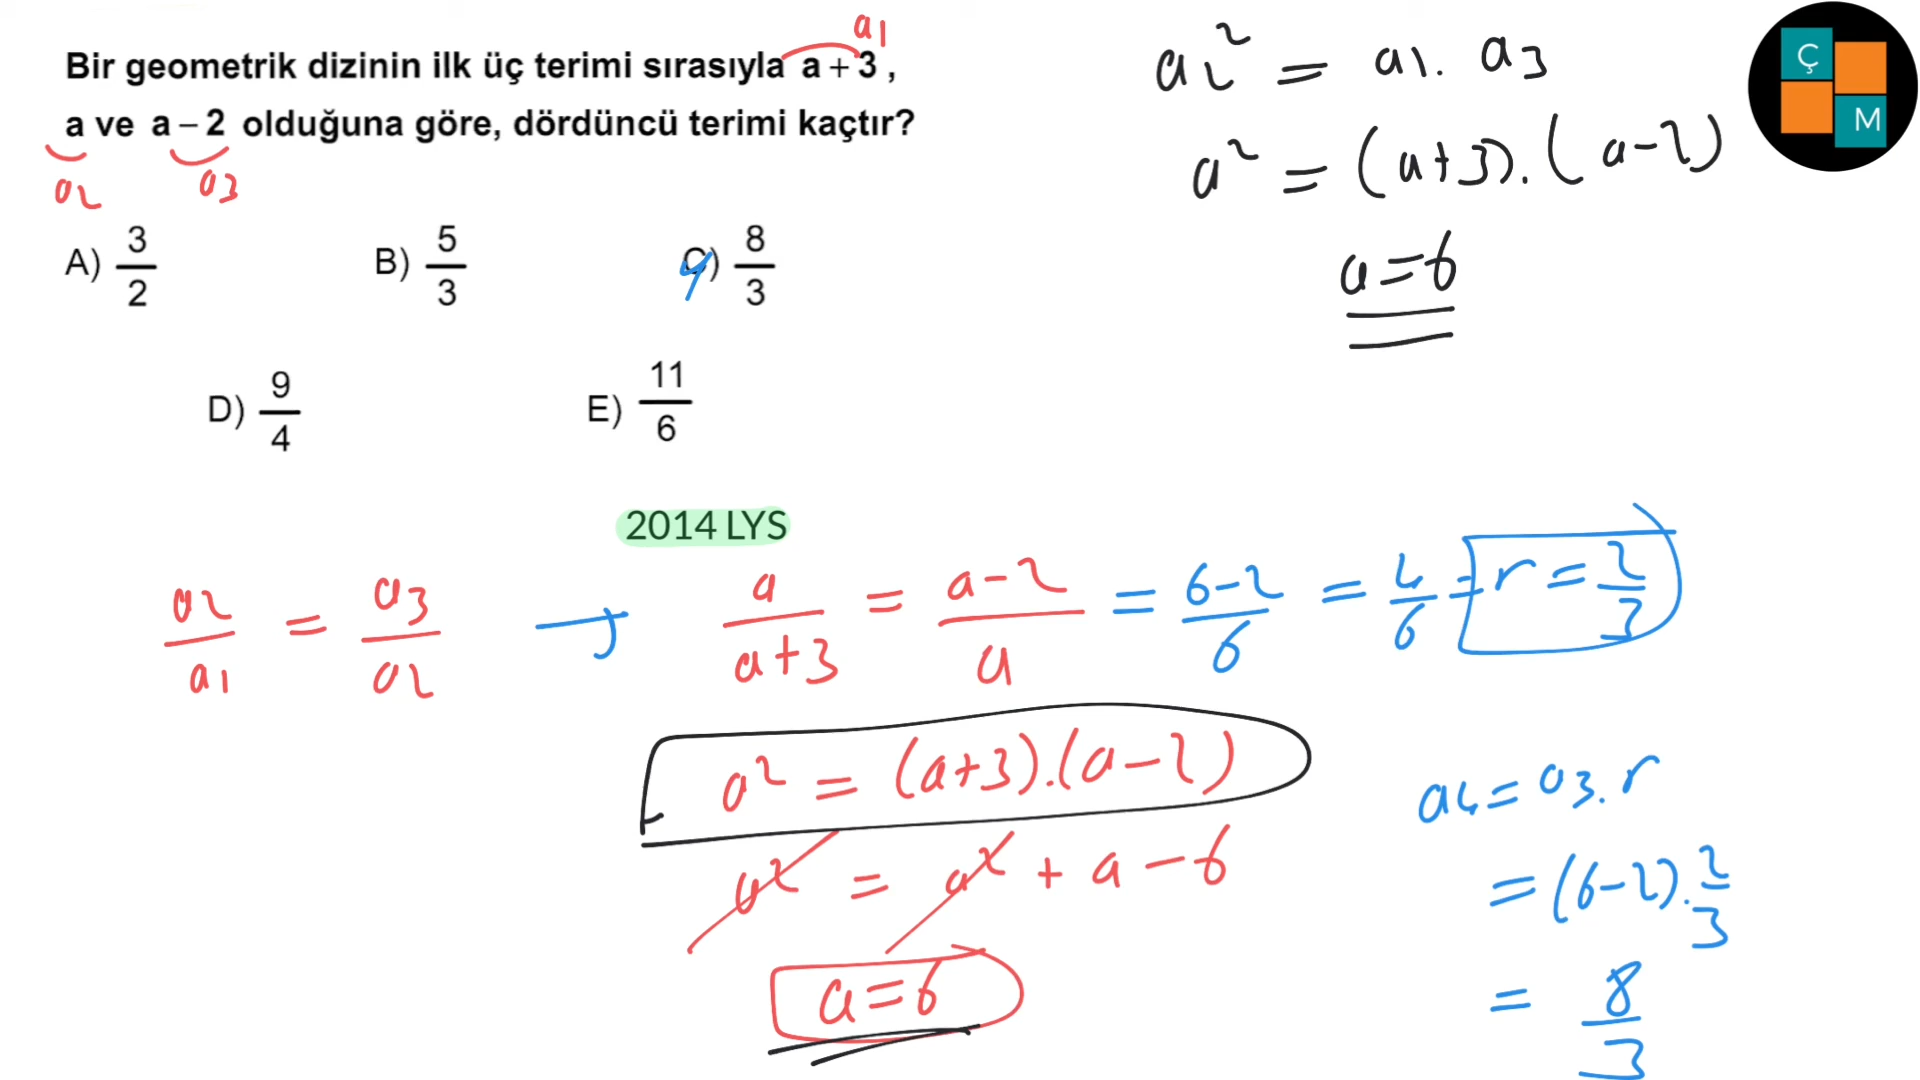 a1
Bir geometrik dizinin ilk üç terimi sırasıyla a + 3 ,
a ve a – 2 olduğuna göre, dördüncü terimi kaçtır?
a2 a3
A) 3/2 B) 5/3 C) 8/3
D) 9/4 E) 11/6
a2² = a1. a3
a² = (a+3).(a-2)
a=6
Ç
M
2014 LYS
a2/a1 = a3/a2 → a/a+3 = a-2/a = 6-2/6 = 4/6 = r = 2/3
a² = (a+3).(a-2)
a² = a² + a - 6
a=6
a4 = a3. r
= (6-2). 2/3
= 8/3